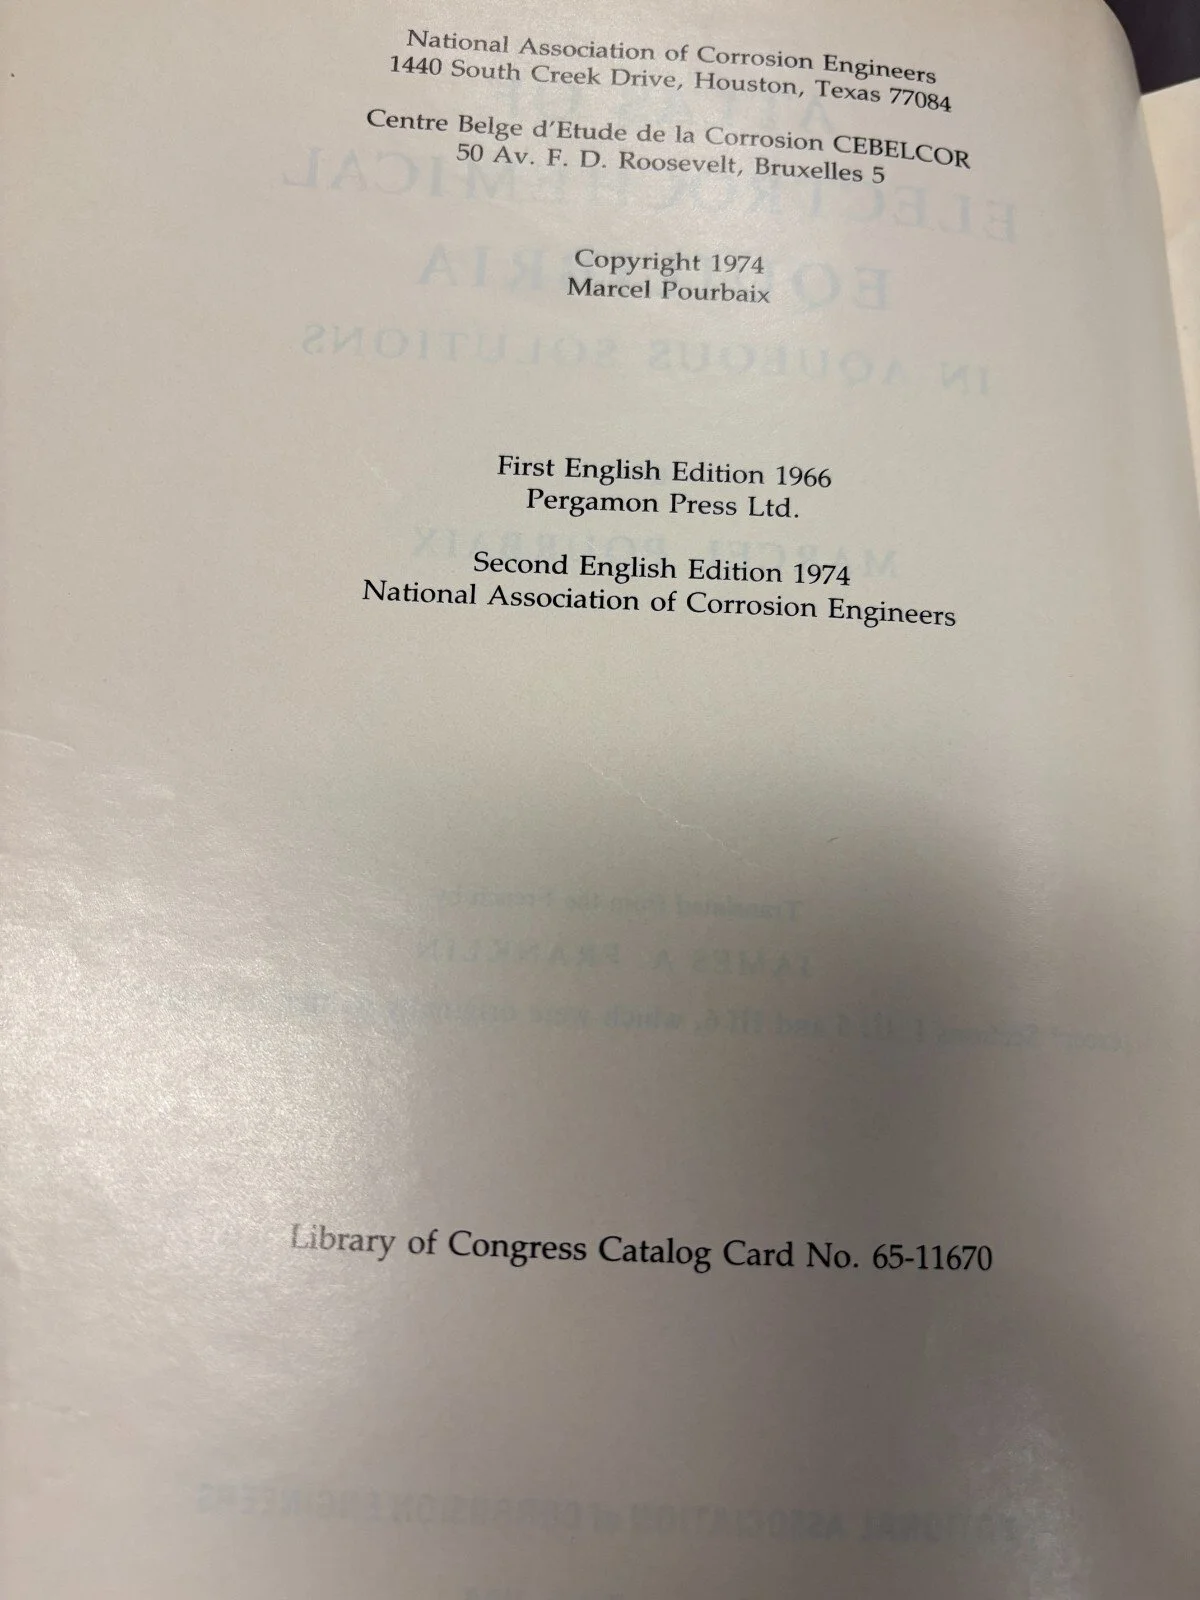 National Association of Corrosion Engineers
1440 South Creek Drive, Houston, Texas 77084
Centre Belge d'Etude de la Corrosion CEBELCOR
50 Av. F. D. Roosevelt, Bruxelles 5
Copyright 1974
Marcel Pourbaix
First English Edition 1966
Pergamon Press Ltd.
Second English Edition 1974
National Association of Corrosion Engineers
Library of Congress Catalog Card No. 65-11670